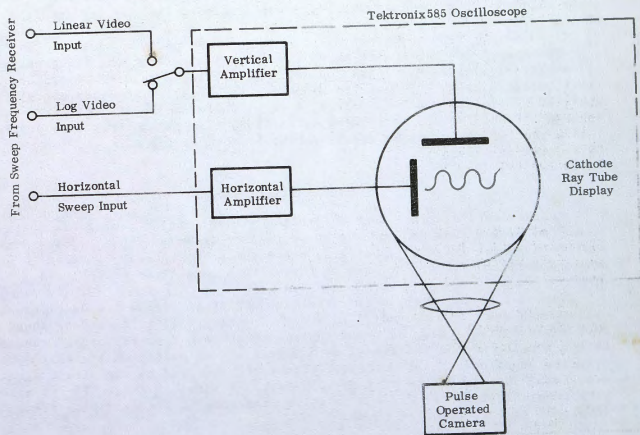 Tektronix 585 Oscilloscope
From Sweep Frequency Receiver
Linear Video
Input
Log Video
Input
Horizontal
Sweep Input
Vertical
Amplifier
Horizontal
Amplifier
Cathode
Ray Tube
Display
Pulse
Operated
Camera